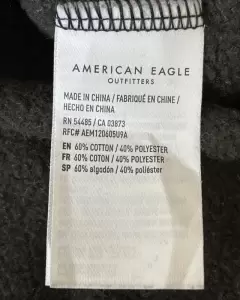 AMERICAN EAGLE
OUTFITTERS
MADE IN CHINA / FABRIQUÉ EN CHINE /
HECHO EN CHINA
RN 54485 / CA 03873
RFC# AEM120605U9A
EN 60% COTTON / 40% POLYESTER
FR 60% COTON / 40% POLYESTER
SP 60% algodón / 40% poliéster